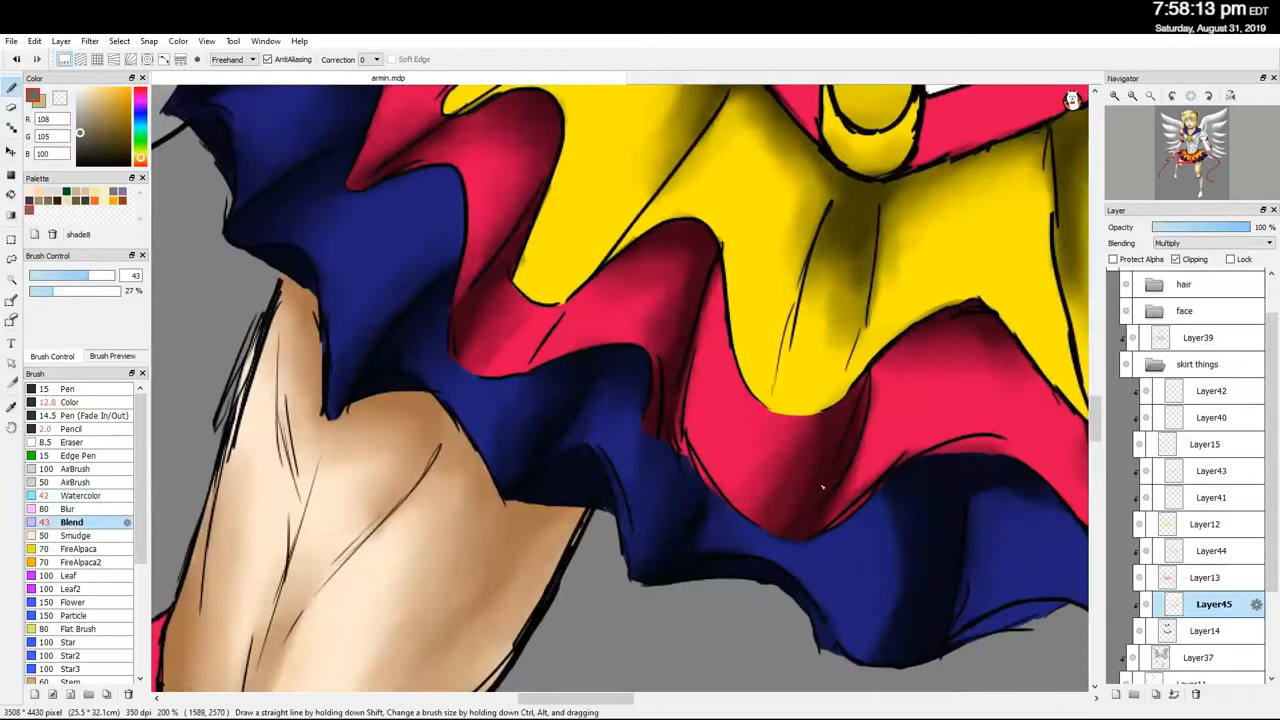 7:58:13 pm EDT
Saturday, August 31, 2019
File Edit Layer Filter Select Snap Color View Tool Window Help
OFF Freehand AntiAliasing Correction 0 Soft Edge
Color armin.mdp Navigator
R 108
G 105
B 100
Palette
shade8
Layer
Opacity 100 %
Blending Multiply
Protect Alpha Clipping Lock
Brush Control
43
27 %
Brush Control Brush Preview
Brush
15 Pen
12.8 Color
14.5 Pen (Fade In/Out)
2.0 Pencil
8.5 Eraser
15 Edge Pen
100 AirBrush
50 AirBrush
42 Watercolor
80 Blur
43 Blend
50 Smudge
70 FireAlpaca
70 FireAlpaca2
100 Leaf
100 Leaf2
150 Flower
150 Particle
80 Flat Brush
100 Star
100 Star2
100 Star3
60 Stem
hair
face
Layer39
skirt things
Layer42
Layer40
Layer15
Layer43
Layer41
Layer12
Layer44
Layer13
Layer45
Layer14
Layer37
3508 * 4430 pixel (25.5 * 32.1cm) 350 dpi 200 % ( 1589, 2570 ) Draw a straight line by holding down Shift, Change a brush size by holding down Ctrl, Alt, and dragging